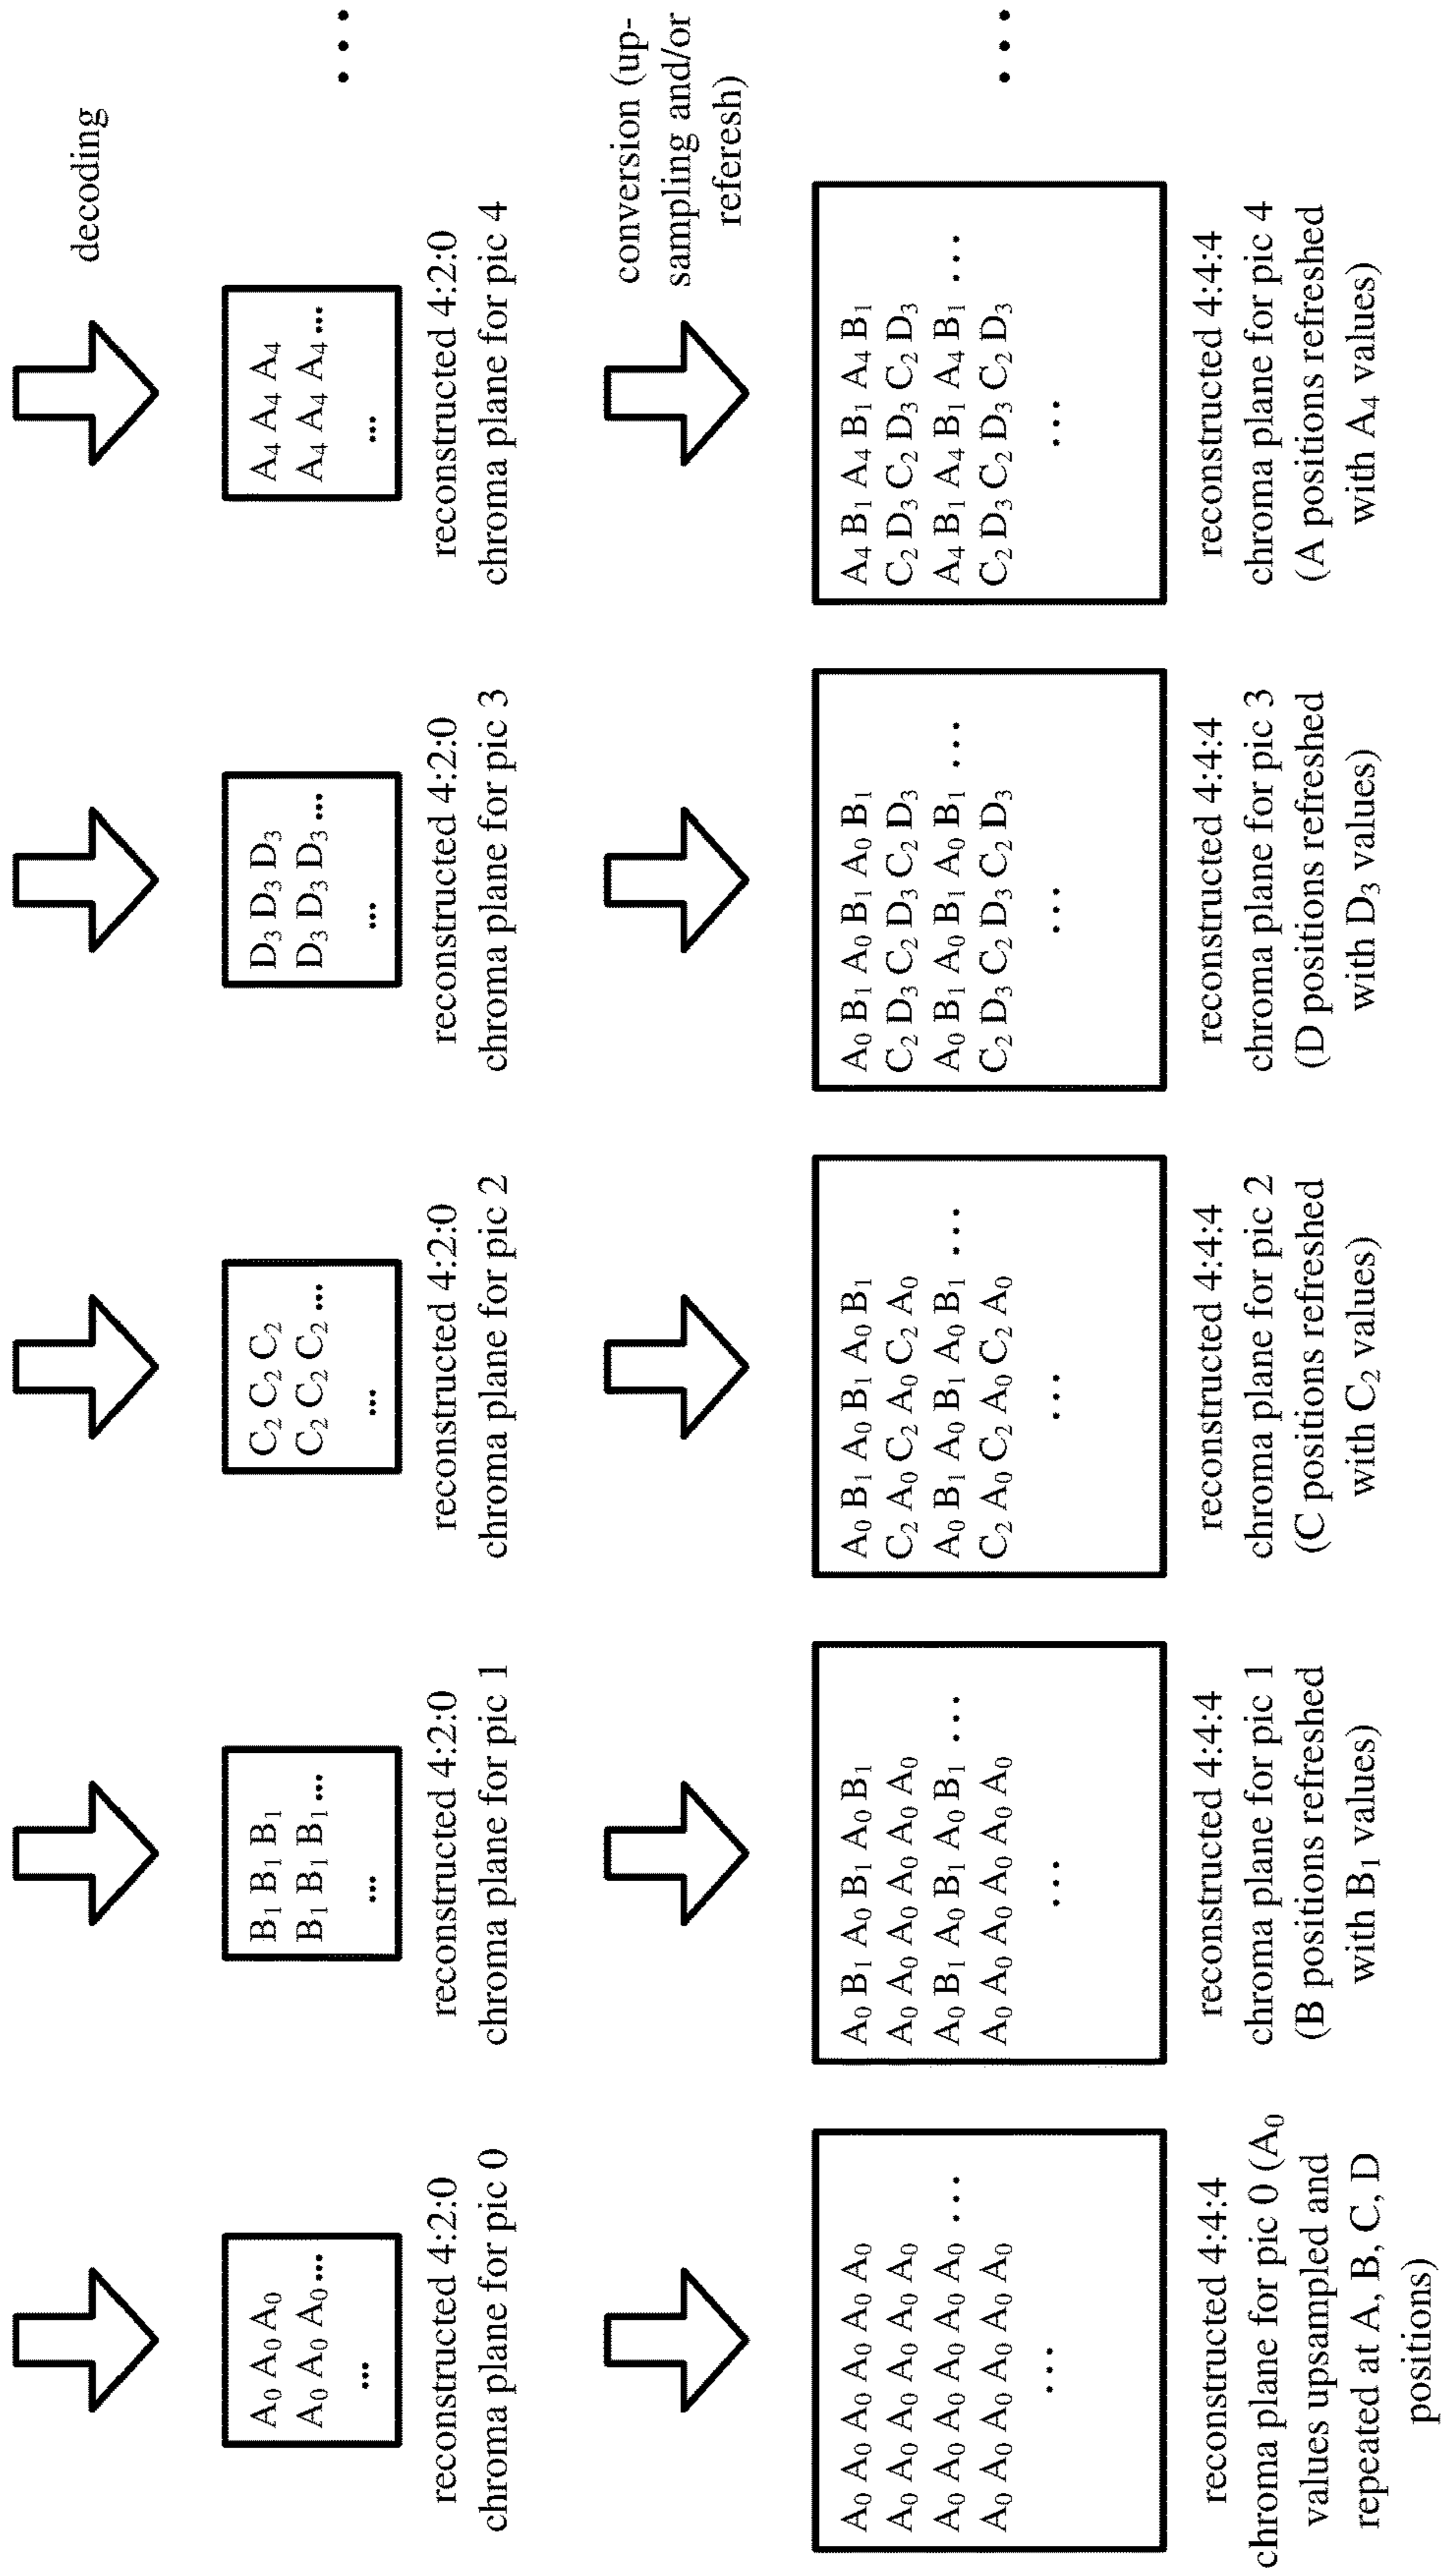 decoding
A₀ A₀ A₀
A₀ A₀ A₀...
...
reconstructed 4:2:0
chroma plane for pic 0
B₁ B₁ B₁
B₁ B₁ B₁...
...
reconstructed 4:2:0
chroma plane for pic 1
C₂ C₂ C₂
C₂ C₂ C₂...
...
reconstructed 4:2:0
chroma plane for pic 2
D₃ D₃ D₃
D₃ D₃ D₃...
...
reconstructed 4:2:0
chroma plane for pic 3
A₄ A₄ A₄
A₄ A₄ A₄...
...
reconstructed 4:2:0
chroma plane for pic 4
...
conversion (up-
sampling and/or
referesh)
A₀ A₀ A₀ A₀ A₀ A₀
A₀ A₀ A₀ A₀ A₀ A₀
A₀ A₀ A₀ A₀ A₀ A₀ ...
A₀ A₀ A₀ A₀ A₀ A₀
...
reconstructed 4:4:4
chroma plane for pic 0 (A₀
values upsampled and
repeated at A, B, C, D
positions)
A₀ B₁ A₀ B₁ A₀ B₁
A₀ A₀ A₀ A₀ A₀ A₀
A₀ B₁ A₀ B₁ A₀ B₁ ...
A₀ A₀ A₀ A₀ A₀ A₀
...
reconstructed 4:4:4
chroma plane for pic 1
(B positions refreshed
with B₁ values)
A₀ B₁ A₀ B₁ A₀ B₁
C₂ A₀ C₂ A₀ C₂ A₀
A₀ B₁ A₀ B₁ A₀ B₁ ...
C₂ A₀ C₂ A₀ C₂ A₀
...
reconstructed 4:4:4
chroma plane for pic 2
(C positions refreshed
with C₂ values)
A₀ B₁ A₀ B₁ A₀ B₁
C₂ D₃ C₂ D₃ C₂ D₃
A₀ B₁ A₀ B₁ A₀ B₁ ...
C₂ D₃ C₂ D₃ C₂ D₃
...
reconstructed 4:4:4
chroma plane for pic 3
(D positions refreshed
with D₃ values)
A₄ B₁ A₄ B₁ A₄ B₁
C₂ D₃ C₂ D₃ C₂ D₃
A₄ B₁ A₄ B₁ A₄ B₁ ...
C₂ D₃ C₂ D₃ C₂ D₃
...
reconstructed 4:4:4
chroma plane for pic 4
(A positions refreshed
with A₄ values)
...